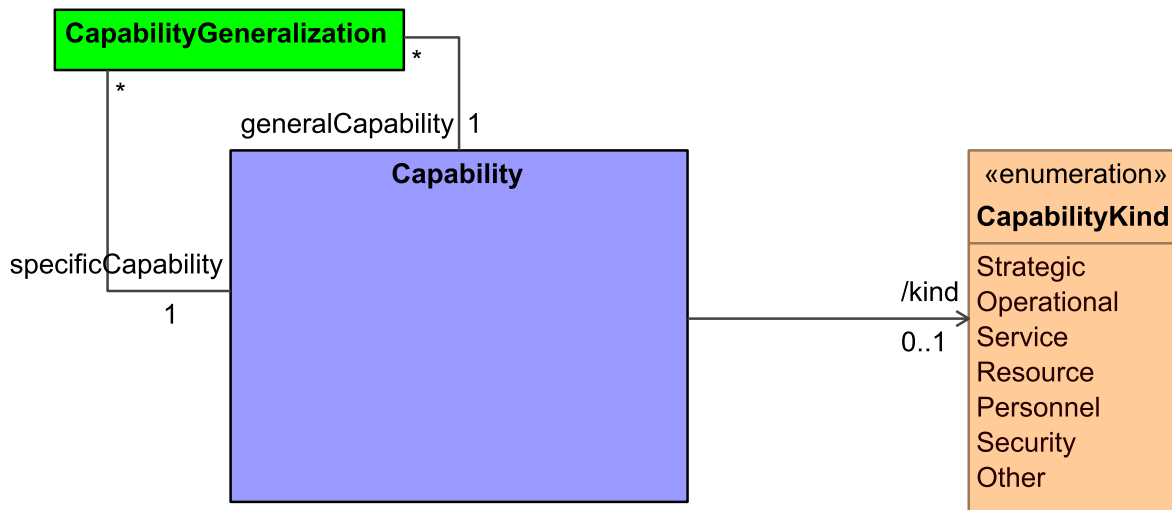 CapabilityGeneralization
*
*
generalCapability
1
Capability
specificCapability
1
/kind
0..1
«enumeration»
CapabilityKind
Strategic
Operational
Service
Resource
Personnel
Security
Other